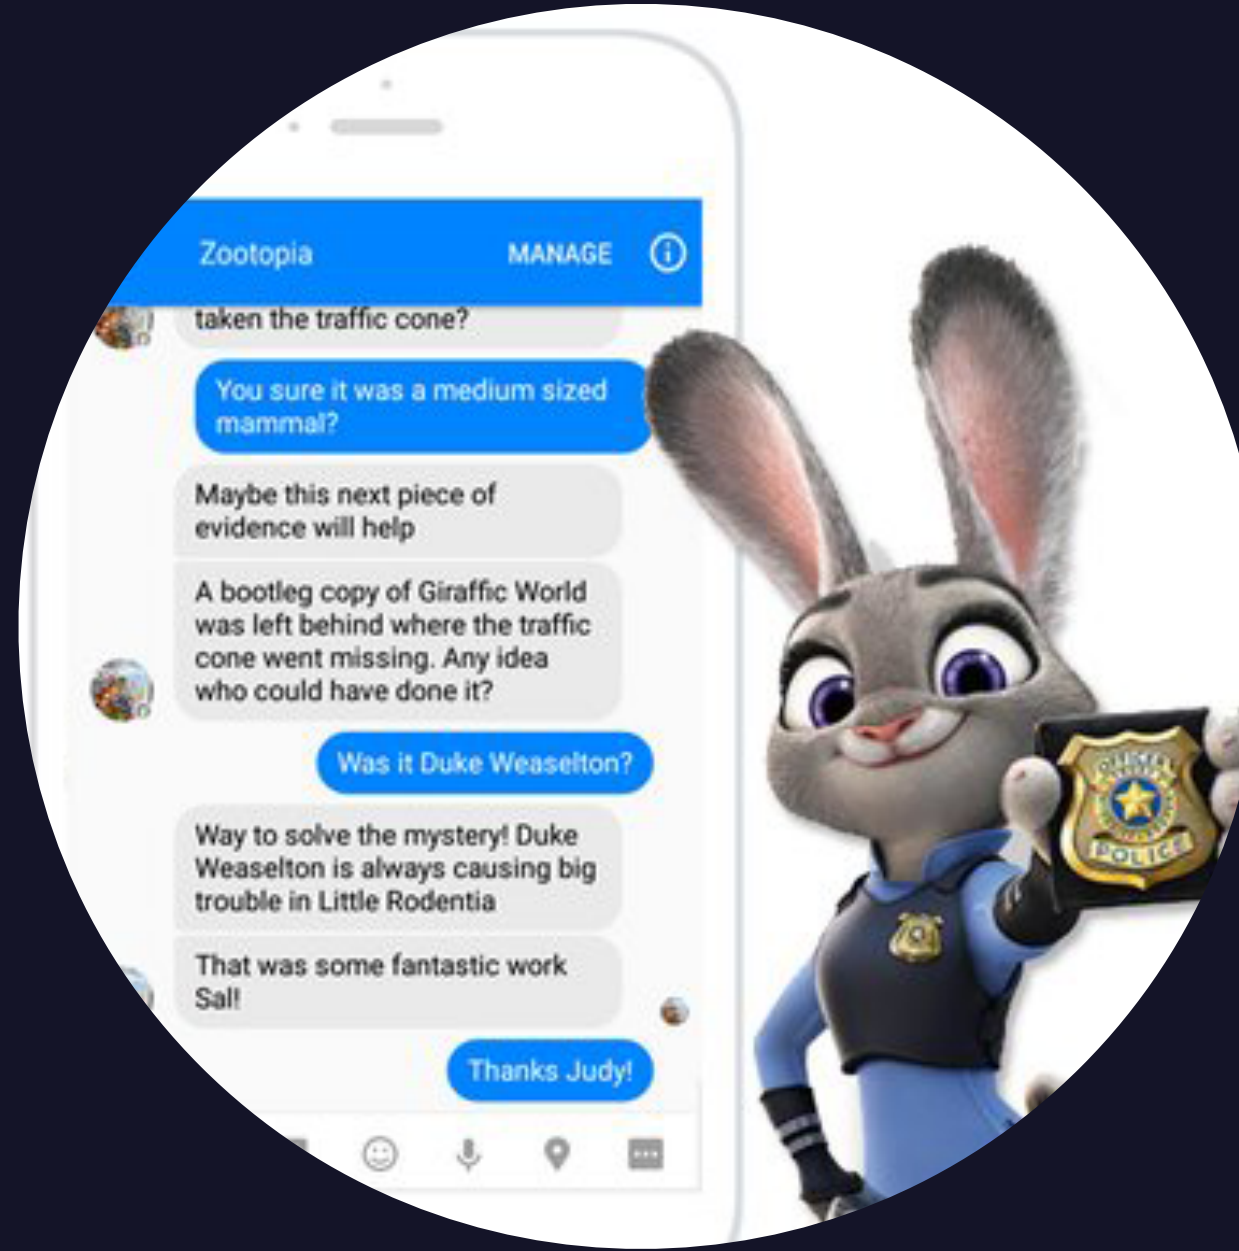 Zootopia MANAGE
taken the traffic cone?
You sure it was a medium sized
mammal?
Maybe this next piece of
evidence will help
A bootleg copy of Giraffic World
was left behind where the traffic
cone went missing. Any idea
who could have done it?
Was it Duke Weaselton?
Way to solve the mystery! Duke
Weaselton is always causing big
trouble in Little Rodentia
That was some fantastic work
Sal!
Thanks Judy!
OFFICER
POLICE